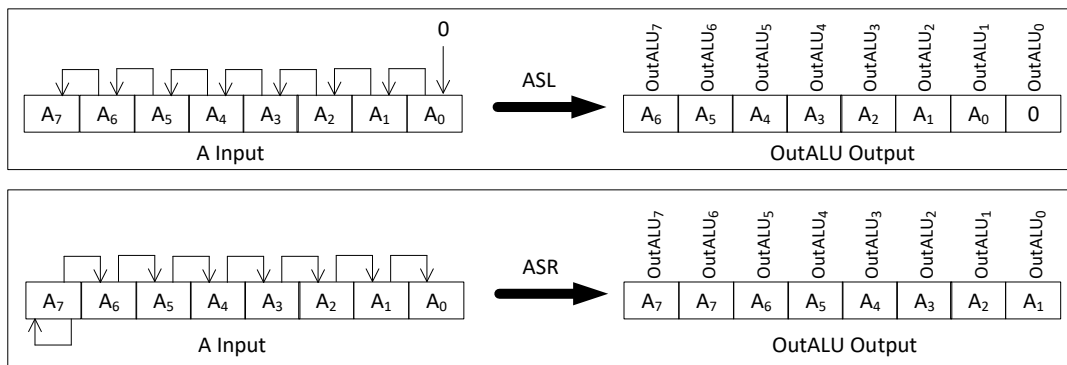 0
OutALU₇ OutALU₆ OutALU₅ OutALU₄ OutALU₃ OutALU₂ OutALU₁ OutALU₀
ASL
A₇ A₆ A₅ A₄ A₃ A₂ A₁ A₀
A₆ A₅ A₄ A₃ A₂ A₁ A₀ 0
A Input
OutALU Output
OutALU₇ OutALU₆ OutALU₅ OutALU₄ OutALU₃ OutALU₂ OutALU₁ OutALU₀
ASR
A₇ A₆ A₅ A₄ A₃ A₂ A₁ A₀
A₇ A₇ A₆ A₅ A₄ A₃ A₂ A₁
A Input
OutALU Output